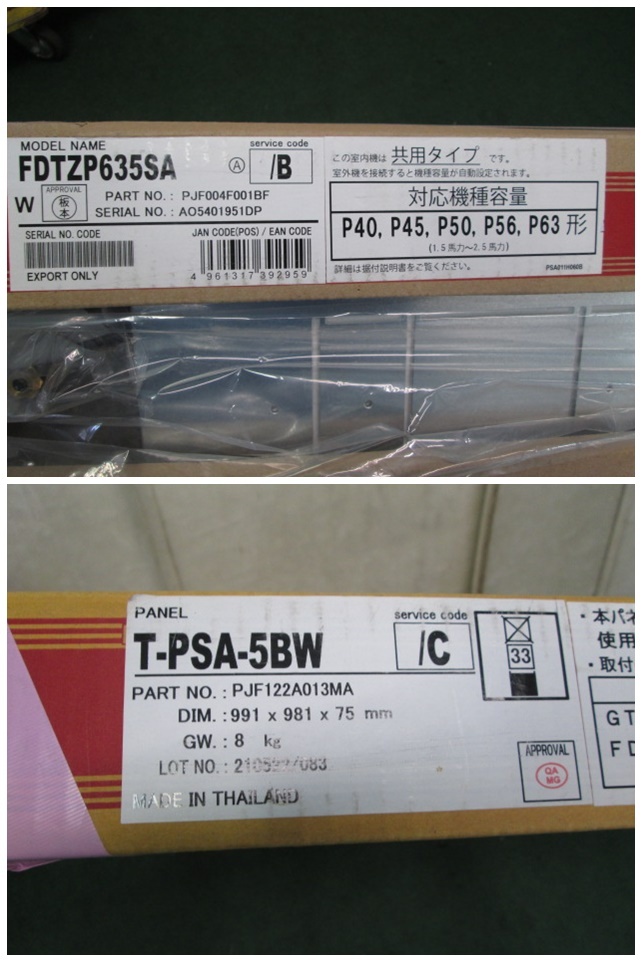 MODEL NAME
FDTZP635SA
Ⓐ
service code
/B
W
APPROVAL
板本
PART NO. : PJF004F001BF
SERIAL NO. : AO5401951DP
SERIAL NO. CODE
JAN CODE(POS) / EAN CODE
EXPORT ONLY
4 961317 392959
この室内機は 共用タイプ です。
室外機を接続すると機種容量が自動設定されます。
対応機種容量
P40, P45, P50, P56, P63 形
(1.5馬力～2.5馬力)
詳細は据付説明書をご覧ください。
PSA011H060B
PANEL
T-PSA-5BW
service code
/C
33
PART NO. : PJF122A013MA
DIM. : 991 x 981 x 75 mm
GW. : 8 kg
LOT NO. :
MADE IN THAILAND
APPROVAL
QA
MG
・本パネ
使用
・取付
GT
FD